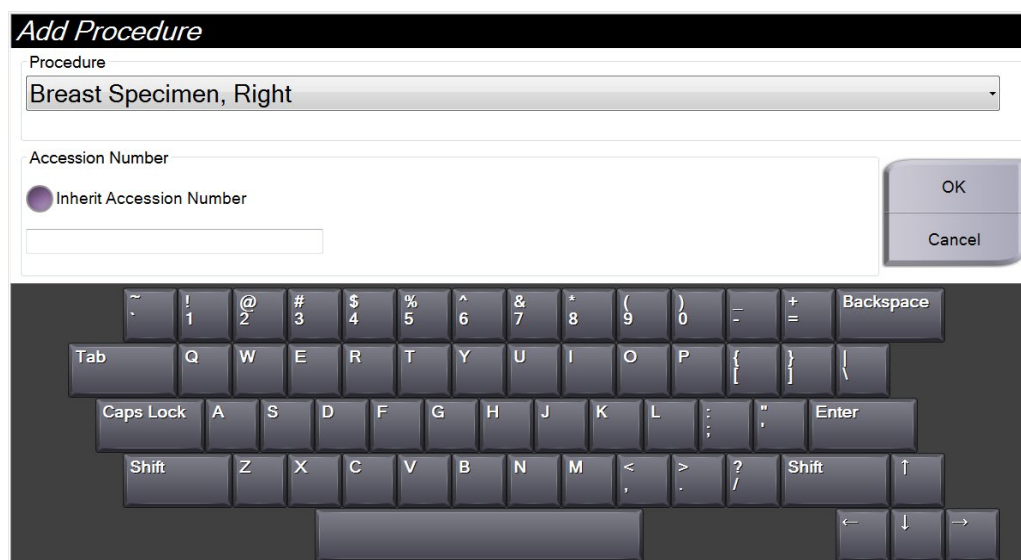 Add Procedure
Procedure
Breast Specimen, Right
Accession Number
Inherit Accession Number
OK
Cancel
~ ` ! 1 @ 2 # 3 $ 4 % 5 ^ 6 & 7 * 8 ( 9 ) 0 _ - + = Backspace
Tab Q W E R T Y U I O P { [ } ] | \
Caps Lock A S D F G H J K L : ; " ' Enter
Shift Z X C V B N M < , > . ? / Shift ↑
← ↓ →